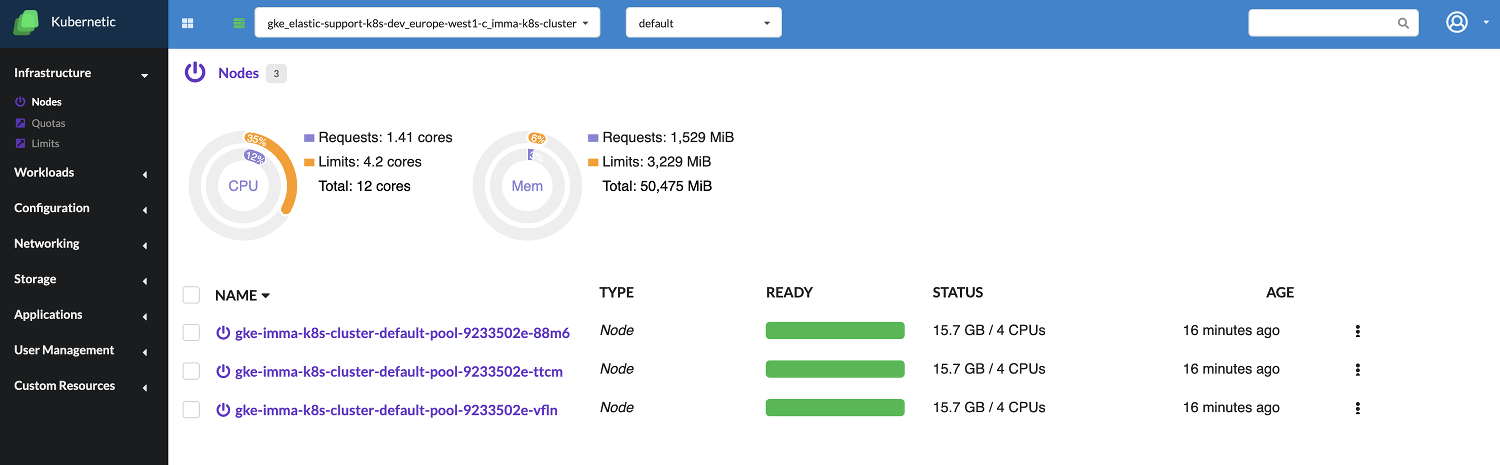 Kubernetic
gke_elastic-support-k8s-dev_europe-west1-c_imma-k8s-cluster
default
Infrastructure
Nodes
Quotas
Limits
Workloads
Configuration
Networking
Storage
Applications
User Management
Custom Resources
Nodes 3
35%
12%
CPU
Requests: 1.41 cores
Limits: 4.2 cores
Total: 12 cores
6%
Mem
Requests: 1,529 MiB
Limits: 3,229 MiB
Total: 50,475 MiB
NAME TYPE READY STATUS AGE
gke-imma-k8s-cluster-default-pool-9233502e-88m6 Node 15.7 GB / 4 CPUs 16 minutes ago
gke-imma-k8s-cluster-default-pool-9233502e-ttcm Node 15.7 GB / 4 CPUs 16 minutes ago
gke-imma-k8s-cluster-default-pool-9233502e-vfln Node 15.7 GB / 4 CPUs 16 minutes ago